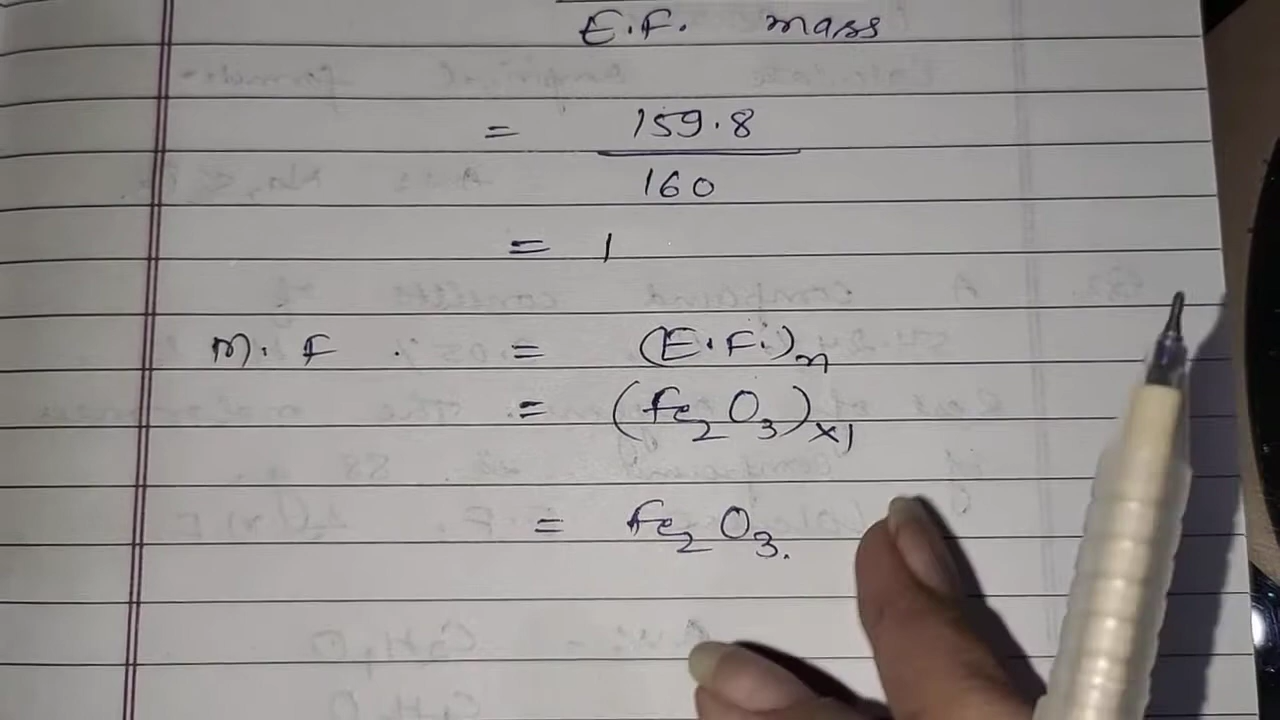 E.F. mass
= 159.8
160
= 1
M.F. = (E.F.)n
= (Fe2O3)x1
= Fe2O3.